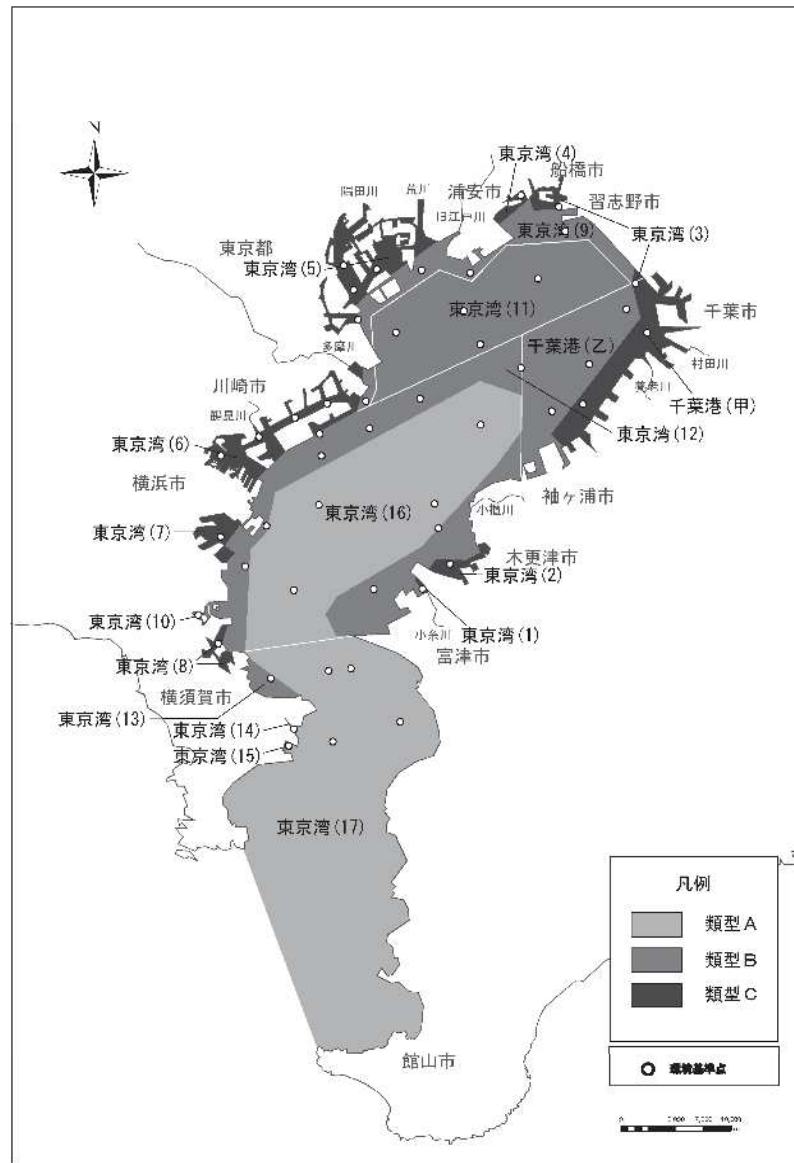 東京湾(4)
船橋市
隅田川
荒川
浦安市
旧江戸川
習志野市
東京湾(9)
東京湾(3)
東京都
東京湾(5)
東京湾(11)
千葉市
千葉港(乙)
多摩川
村田川
養老川
川崎市
鶴見川
千葉港(甲)
東京湾(12)
東京湾(6)
横浜市
袖ヶ浦市
東京湾(16)
小櫃川
東京湾(7)
木更津市
東京湾(2)
東京湾(10)
小糸川
東京湾(1)
富津市
東京湾(8)
横須賀市
東京湾(13)
東京湾(14)
東京湾(15)
東京湾(17)
凡例
類型A
類型B
類型C
館山市
環境基準点